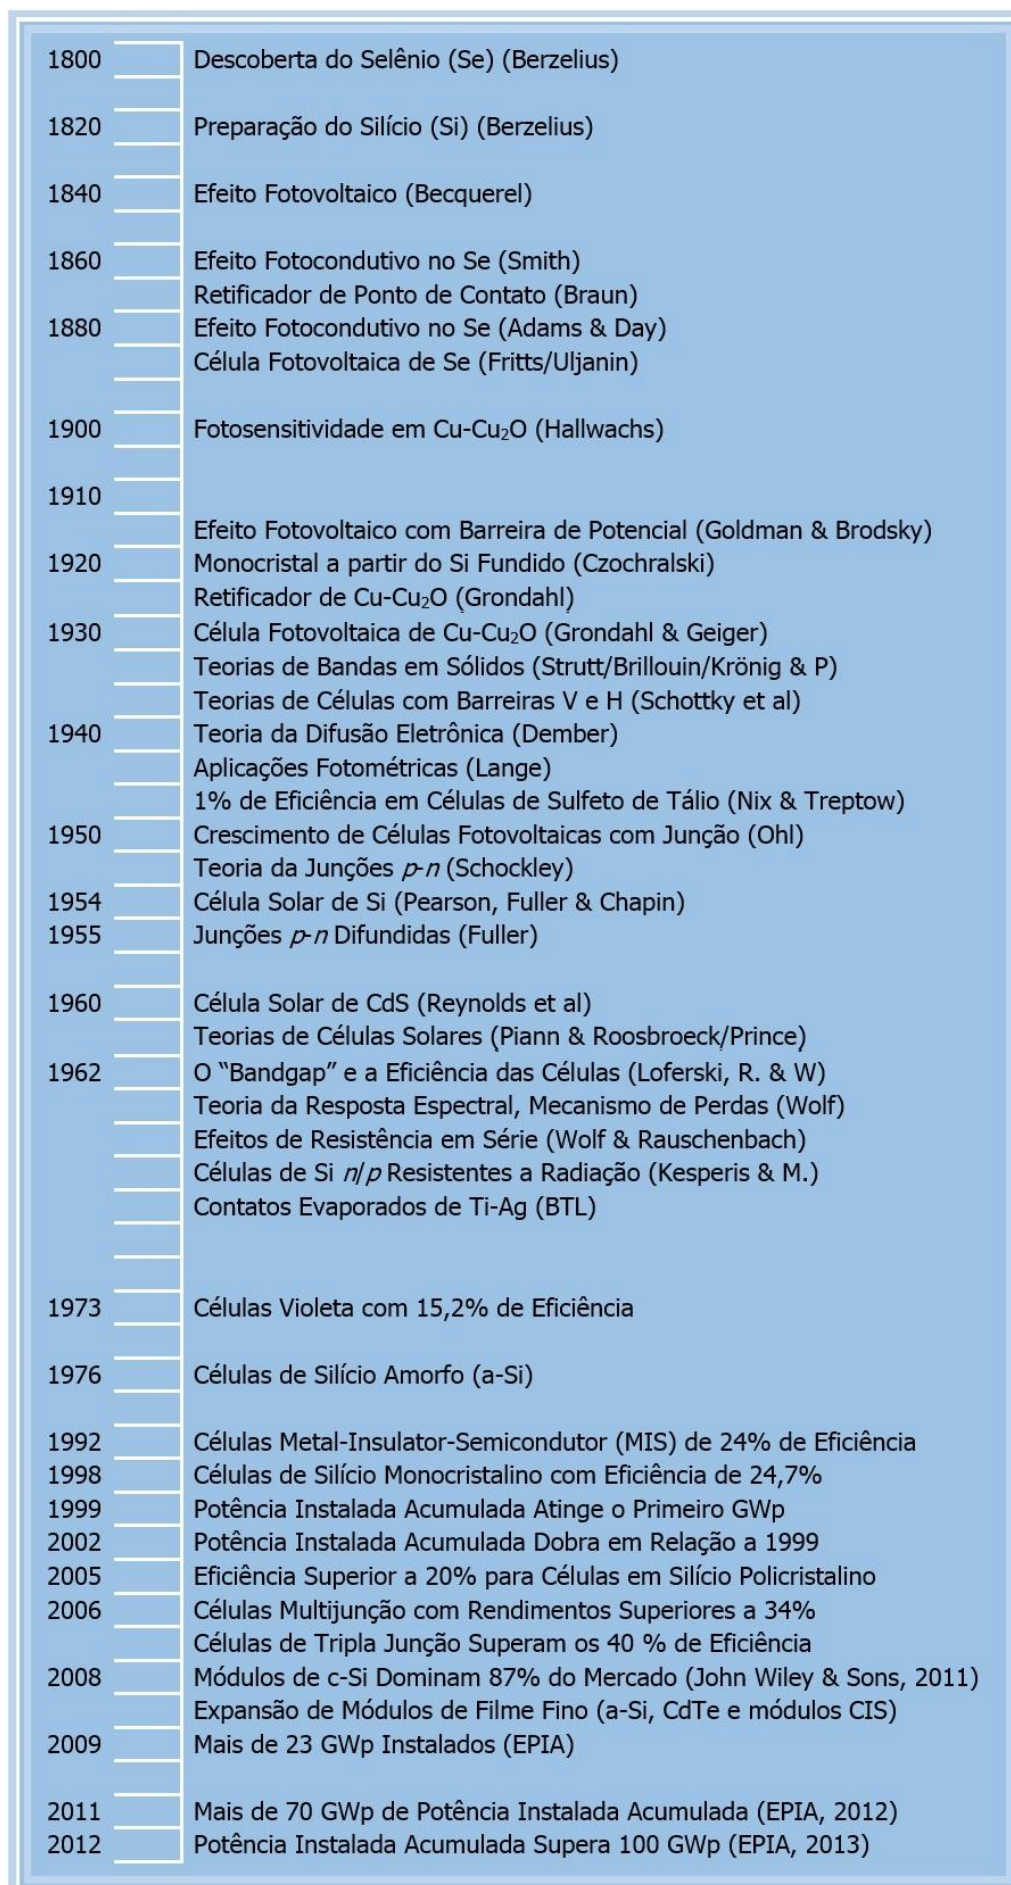 1800 Descoberta do Selênio (Se) (Berzelius)
1820 Preparação do Silício (Si) (Berzelius)
1840 Efeito Fotovoltaico (Becquerel)
1860 Efeito Fotocondutivo no Se (Smith)
Retificador de Ponto de Contato (Braun)
1880 Efeito Fotocondutivo no Se (Adams & Day)
Célula Fotovoltaica de Se (Fritts/Uljanin)
1900 Fotosensitividade em Cu-Cu₂O (Hallwachs)
1910
Efeito Fotovoltaico com Barreira de Potencial (Goldman & Brodsky)
1920 Monocristal a partir do Si Fundido (Czochralski)
Retificador de Cu-Cu₂O (Grondahl)
1930 Célula Fotovoltaica de Cu-Cu₂O (Grondahl & Geiger)
Teorias de Bandas em Sólidos (Strutt/Brillouin/Krönig & P)
Teorias de Células com Barreiras V e H (Schottky et al)
1940 Teoria da Difusão Eletrônica (Dember)
Aplicações Fotométricas (Lange)
1% de Eficiência em Células de Sulfeto de Tálio (Nix & Treptow)
1950 Crescimento de Células Fotovoltaicas com Junção (Ohl)
Teoria da Junções p-n (Schockley)
1954 Célula Solar de Si (Pearson, Fuller & Chapin)
1955 Junções p-n Difundidas (Fuller)
1960 Célula Solar de CdS (Reynolds et al)
Teorias de Células Solares (Piann & Roosbroeck/Prince)
1962 O “Bandgap” e a Eficiência das Células (Loferski, R. & W)
Teoria da Resposta Espectral, Mecanismo de Perdas (Wolf)
Efeitos de Resistência em Série (Wolf & Rauschenbach)
Células de Si n/p Resistentes a Radiação (Kesperis & M.)
Contatos Evaporados de Ti-Ag (BTL)
1973 Células Violeta com 15,2% de Eficiência
1976 Células de Silício Amorfo (a-Si)
1992 Células Metal-Insulator-Semicondutor (MIS) de 24% de Eficiência
1998 Células de Silício Monocristalino com Eficiência de 24,7%
1999 Potência Instalada Acumulada Atinge o Primeiro GWp
2002 Potência Instalada Acumulada Dobra em Relação a 1999
2005 Eficiência Superior a 20% para Células em Silício Policristalino
2006 Células Multijunção com Rendimentos Superiores a 34%
Células de Tripla Junção Superam os 40 % de Eficiência
2008 Módulos de c-Si Dominam 87% do Mercado (John Wiley & Sons, 2011)
Expansão de Módulos de Filme Fino (a-Si, CdTe e módulos CIS)
2009 Mais de 23 GWp Instalados (EPIA)
2011 Mais de 70 GWp de Potência Instalada Acumulada (EPIA, 2012)
2012 Potência Instalada Acumulada Supera 100 GWp (EPIA, 2013)